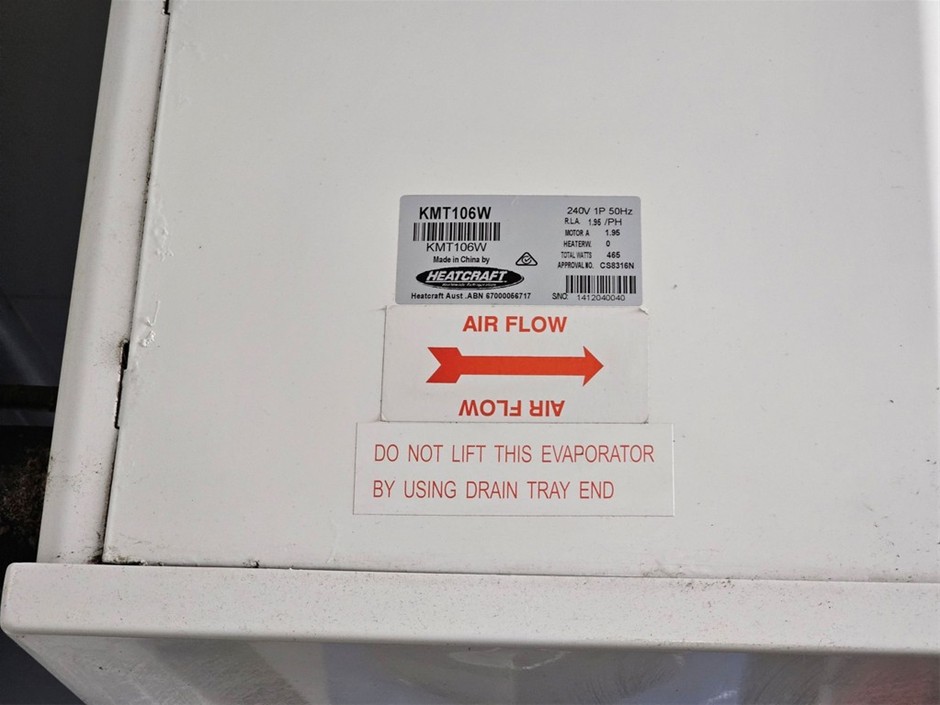 KMT106W
KMT106W
Made in China by
HEATCRAFT
Heatcraft Aust .ABN 67000066717
240V 1P 50Hz
R.L.A. 1.95 /PH
MOTOR A 1.95
HEATERW. 0
TOTAL WATTS 465
APPROVAL NO. CS8316N
S/NO: 1412040040
AIR FLOW
AIR FLOW
DO NOT LIFT THIS EVAPORATOR
BY USING DRAIN TRAY END